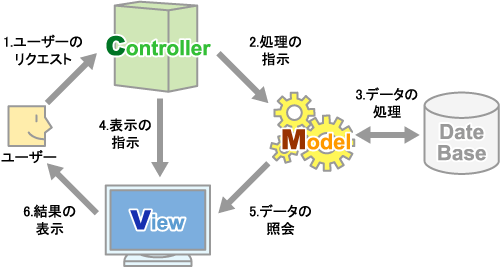 1.ユーザーの
リクエスト
Controller
2.処理の
指示
3.データの
処理
4.表示の
指示
Model
Date
Base
ユーザー
View
5.データの
照会
6.結果の
表示